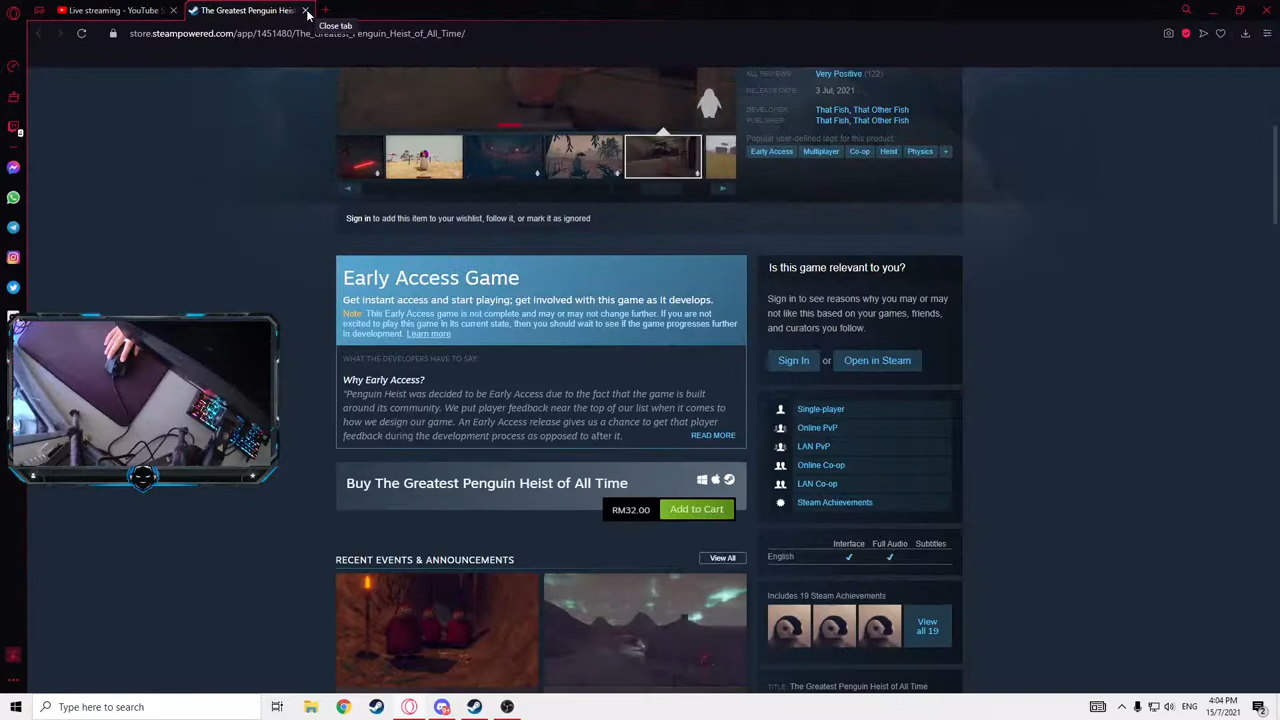 Live streaming - YouTube S
The Greatest Penguin Heis
Close tab
store.steampowered.com/app/1451480/The_Greatest_Penguin_Heist_of_All_Time/
ALL REVIEWS: Very Positive (122)
RELEASE DATE: 3 Jul, 2021
DEVELOPER: That Fish, That Other Fish
PUBLISHER: That Fish, That Other Fish
Popular user-defined tags for this product:
Early Access Multiplayer Co-op Heist Physics +
Sign in to add this item to your wishlist, follow it, or mark it as ignored
Early Access Game
Get instant access and start playing; get involved with this game as it develops.
Note: This Early Access game is not complete and may or may not change further. If you are not
excited to play this game in its current state, then you should wait to see if the game progresses further
in development. Learn more
WHAT THE DEVELOPERS HAVE TO SAY:
Why Early Access?
"Penguin Heist was decided to be Early Access due to the fact that the game is built
around its community. We put player feedback near the top of our list when it comes to
how we design our game. An Early Access release gives us a chance to get that player
feedback during the development process as opposed to after it.
READ MORE
Buy The Greatest Penguin Heist of All Time
RM32.00 Add to Cart
RECENT EVENTS & ANNOUNCEMENTS View All
Is this game relevant to you?
Sign in to see reasons why you may or may
not like this based on your games, friends,
and curators you follow.
Sign In or Open in Steam
Single-player
Online PvP
LAN PvP
Online Co-op
LAN Co-op
Steam Achievements
Interface Full Audio Subtitles
English ✔ ✔
Includes 19 Steam Achievements
View
all 19
TITLE: The Greatest Penguin Heist of All Time
Type here to search
ENG
4:04 PM
15/7/2021
2